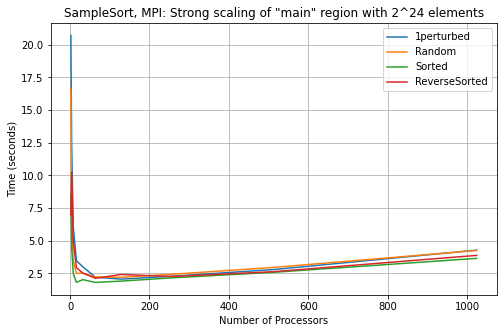 SampleSort, MPI: Strong scaling of "main" region with 2^24 elements
1perturbed
Random
Sorted
ReverseSorted
20.0
17.5
15.0
12.5
10.0
7.5
5.0
2.5
Time (seconds)
0 200 400 600 800 1000
Number of Processors